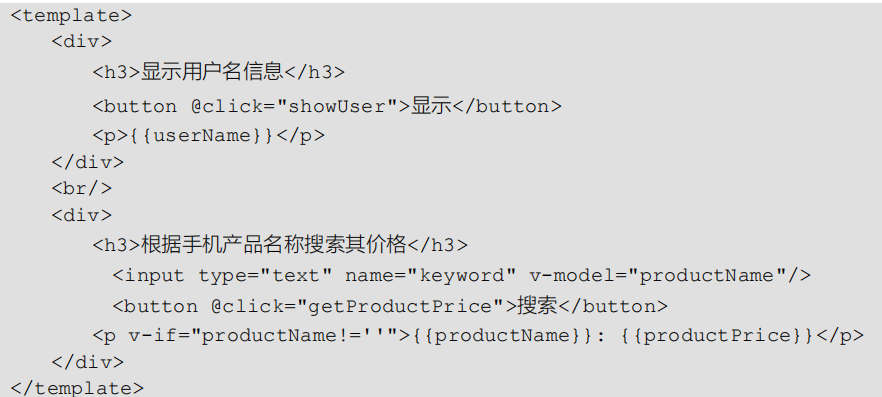 <template>
<div>
<h3>显示用户名信息</h3>
<button @click="showUser">显示</button>
<p>{{userName}}</p>
</div>
<br/>
<div>
<h3>根据手机产品名称搜索其价格</h3>
<input type="text" name="keyword" v-model="productName"/>
<button @click="getProductPrice">搜索</button>
<p v-if="productName!=''">{{productName}}: {{productPrice}}</p>
</div>
</template>